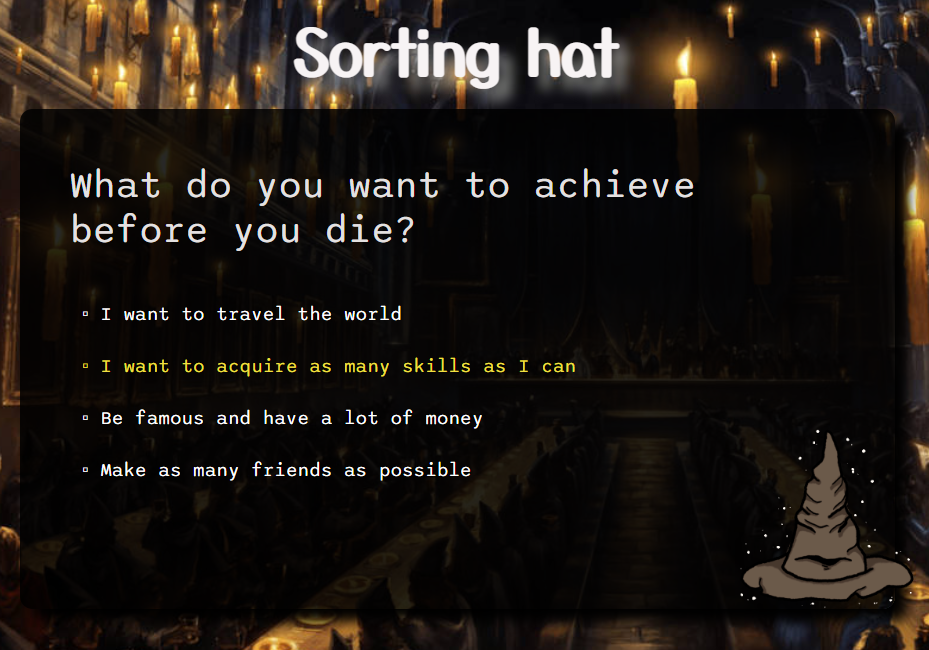 Sorting hat
What do you want to achieve
before you die?
I want to travel the world
I want to acquire as many skills as I can
Be famous and have a lot of money
Make as many friends as possible